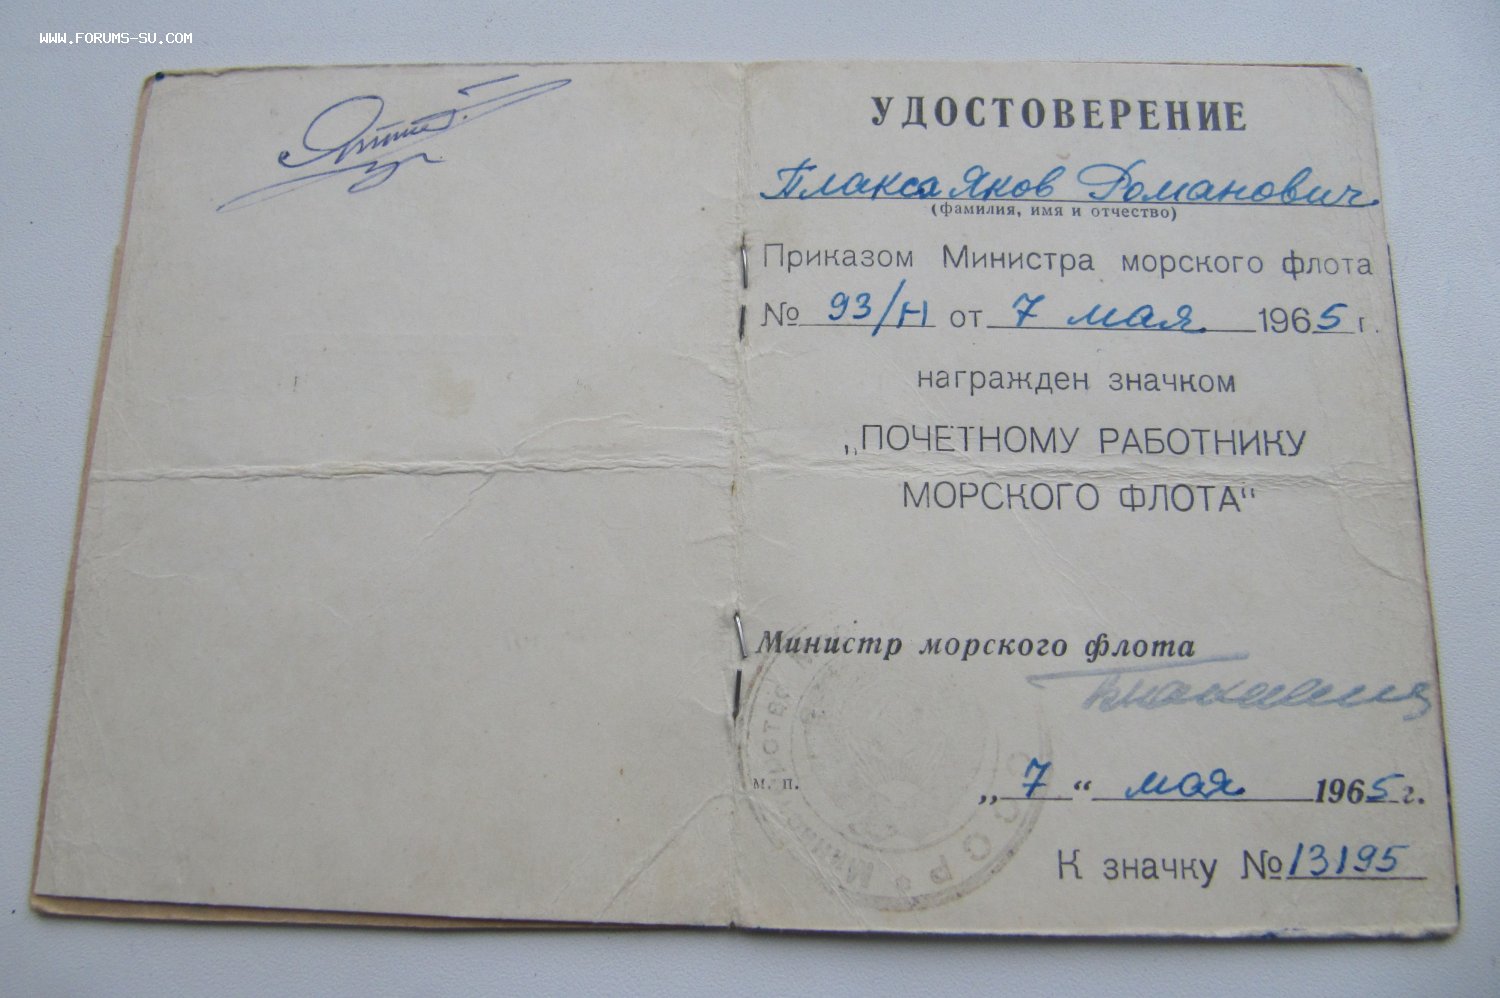 WWW.FORUMS-SU.COM
УДОСТОВЕРЕНИЕ
Плакса Яков Романович
(фамилия, имя и отчество)
Приказом Министра морского флота
№ 93/н от 7 мая 1965 г.
награжден значком
„ПОЧЕТНОМУ РАБОТНИКУ
МОРСКОГО ФЛОТА“
Министр морского флота
м. п.
„7“ мая 1965 г.
К значку № 13195
СССР